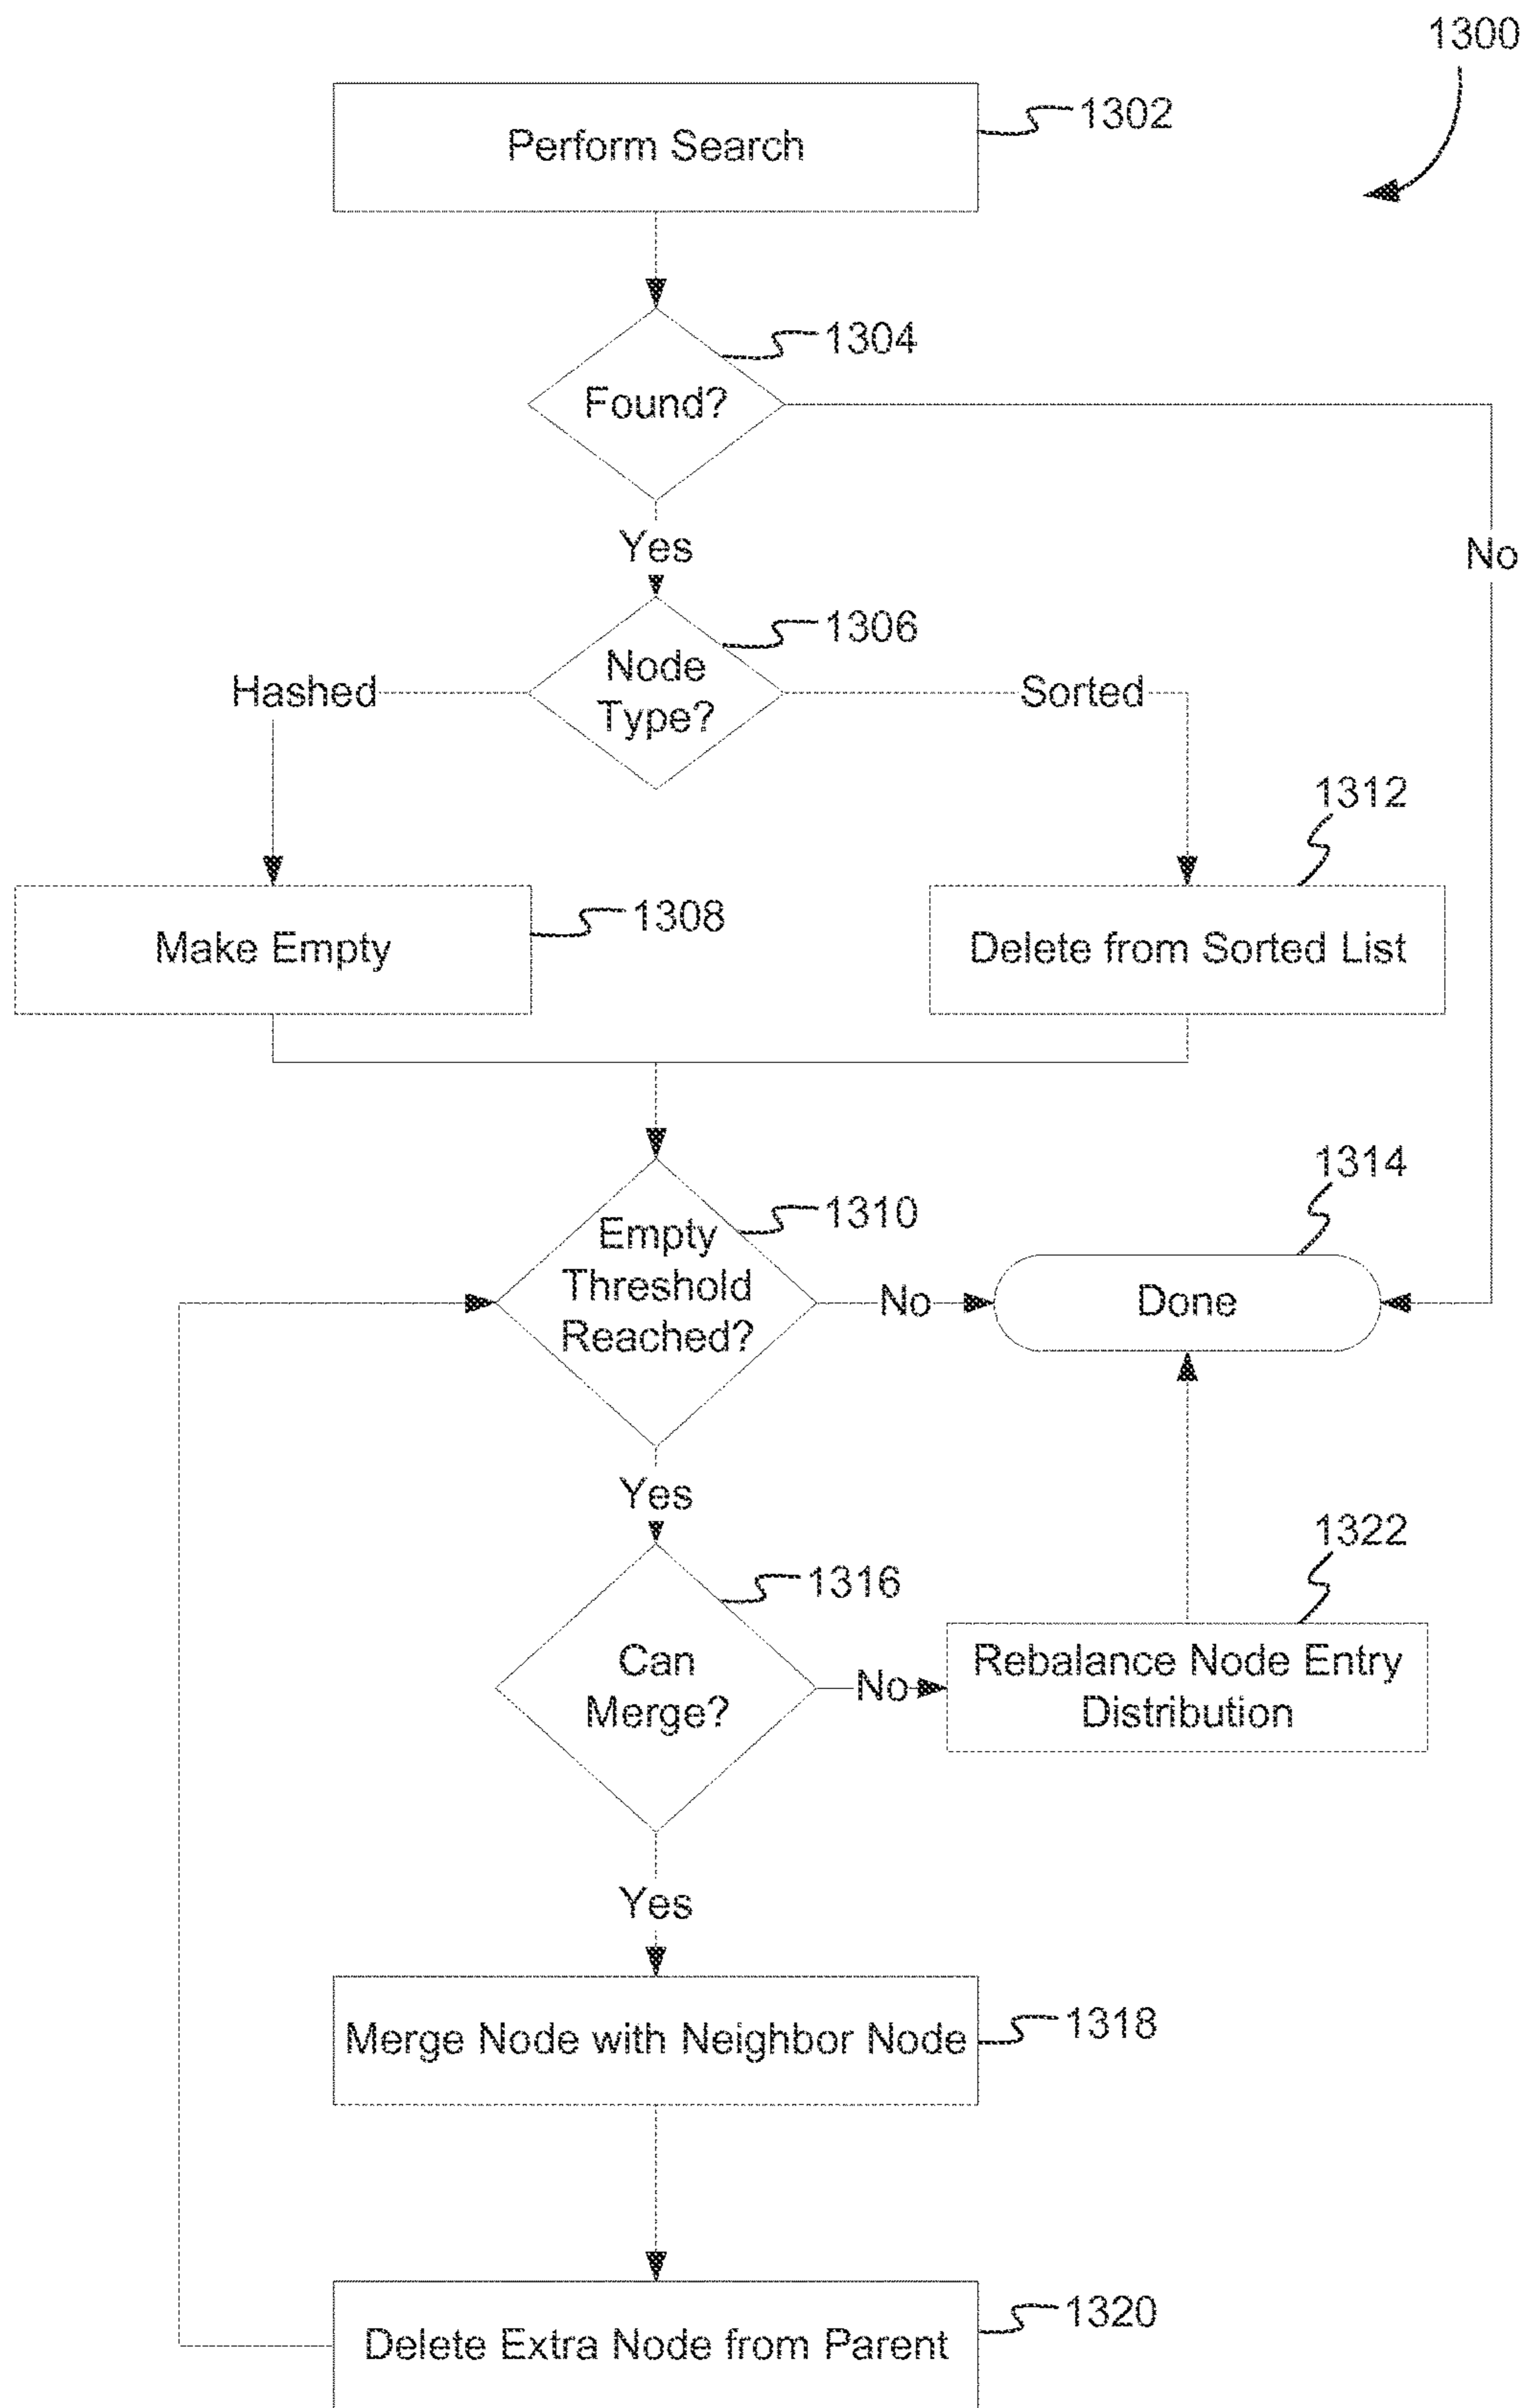 1300
Perform Search
1302
1304
Found?
Yes
No
1306
Node
Type?
Hashed
Sorted
1312
1308
Make Empty
Delete from Sorted List
1314
1310
Empty
Threshold
Reached?
No
Done
Yes
1322
1316
Can
Merge?
No
Rebalance Node Entry
Distribution
Yes
Merge Node with Neighbor Node
1318
1320
Delete Extra Node from Parent